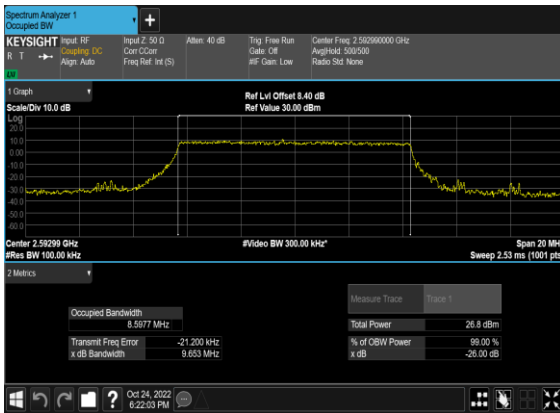 Spectrum Analyzer 1
Occupied BW
KEYSIGHT
R T
Input: RF
Coupling: DC
Align: Auto
Input Z: 50 Ω
Corr CCorr
Freq Ref: Int (S)
Atten: 40 dB
Trig: Free Run
Gate: Off
#IF Gain: Low
Center Freq: 2.592990000 GHz
Avg|Hold: 500/500
Radio Std: None
1 Graph
Scale/Div 10.0 dB
Ref Lvl Offset 8.40 dB
Ref Value 30.00 dBm
Log
20.0
10.0
0.00
-10.0
-20.0
-30.0
-40.0
-50.0
-60.0
Center 2.59299 GHz
#Res BW 100.00 kHz
#Video BW 300.00 kHz*
Span 20 MH
Sweep 2.53 ms (1001 pts
2 Metrics
Measure Trace
Trace 1
Occupied Bandwidth
8.5977 MHz
Total Power
26.8 dBm
Transmit Freq Error
-21.200 kHz
% of OBW Power
99.00 %
x dB Bandwidth
9.653 MHz
x dB
-26.00 dB
Oct 24, 2022
6:22:03 PM